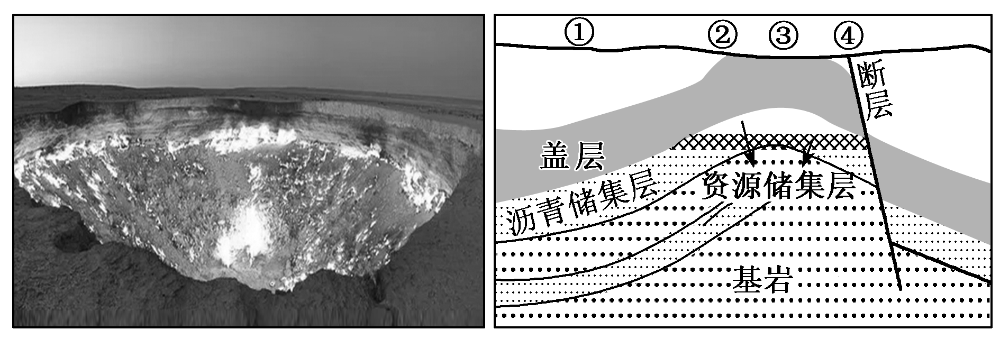 ① ② ③ ④
断层
盖层
沥青储集层
资源储集层
基岩